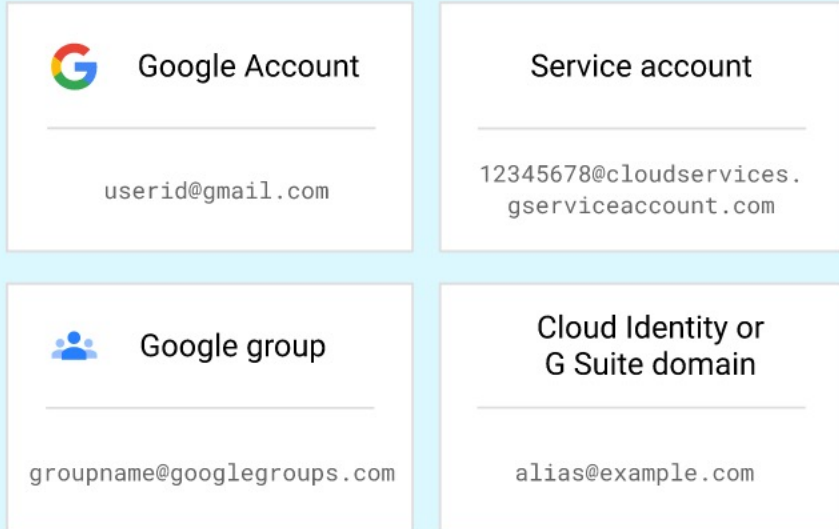 Google Account
userid@gmail.com
Service account
12345678@cloudservices.
gserviceaccount.com
Google group
groupname@googlegroups.com
Cloud Identity or
G Suite domain
alias@example.com